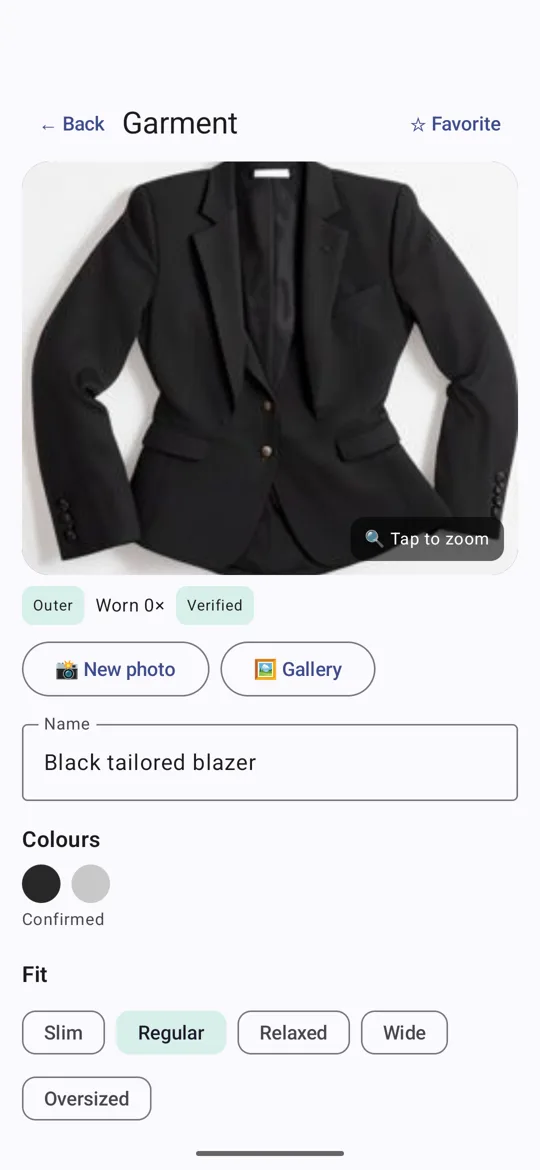 ← Back Garment ☆ Favorite
🔍 Tap to zoom
Outer Worn 0× Verified
📸 New photo 🖼️ Gallery
Name
Black tailored blazer
Colours
Confirmed
Fit
Slim Regular Relaxed Wide
Oversized